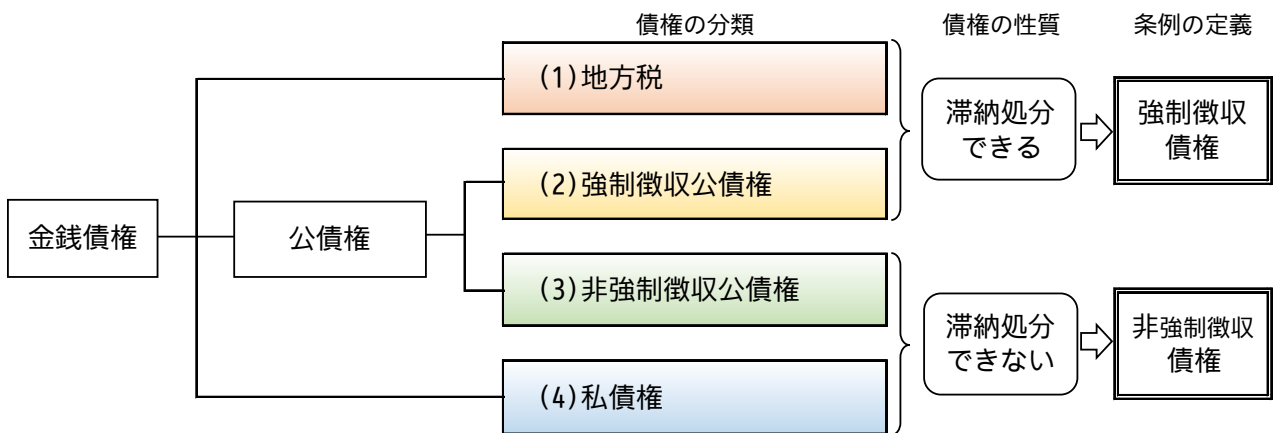 債権の分類
債権の性質
条例の定義
(1)地方税
滞納処分
できる
強制徴収
債権
(2)強制徴収公債権
金銭債権
公債権
(3)非強制徴収公債権
滞納処分
できない
非強制徴収
債権
(4)私債権